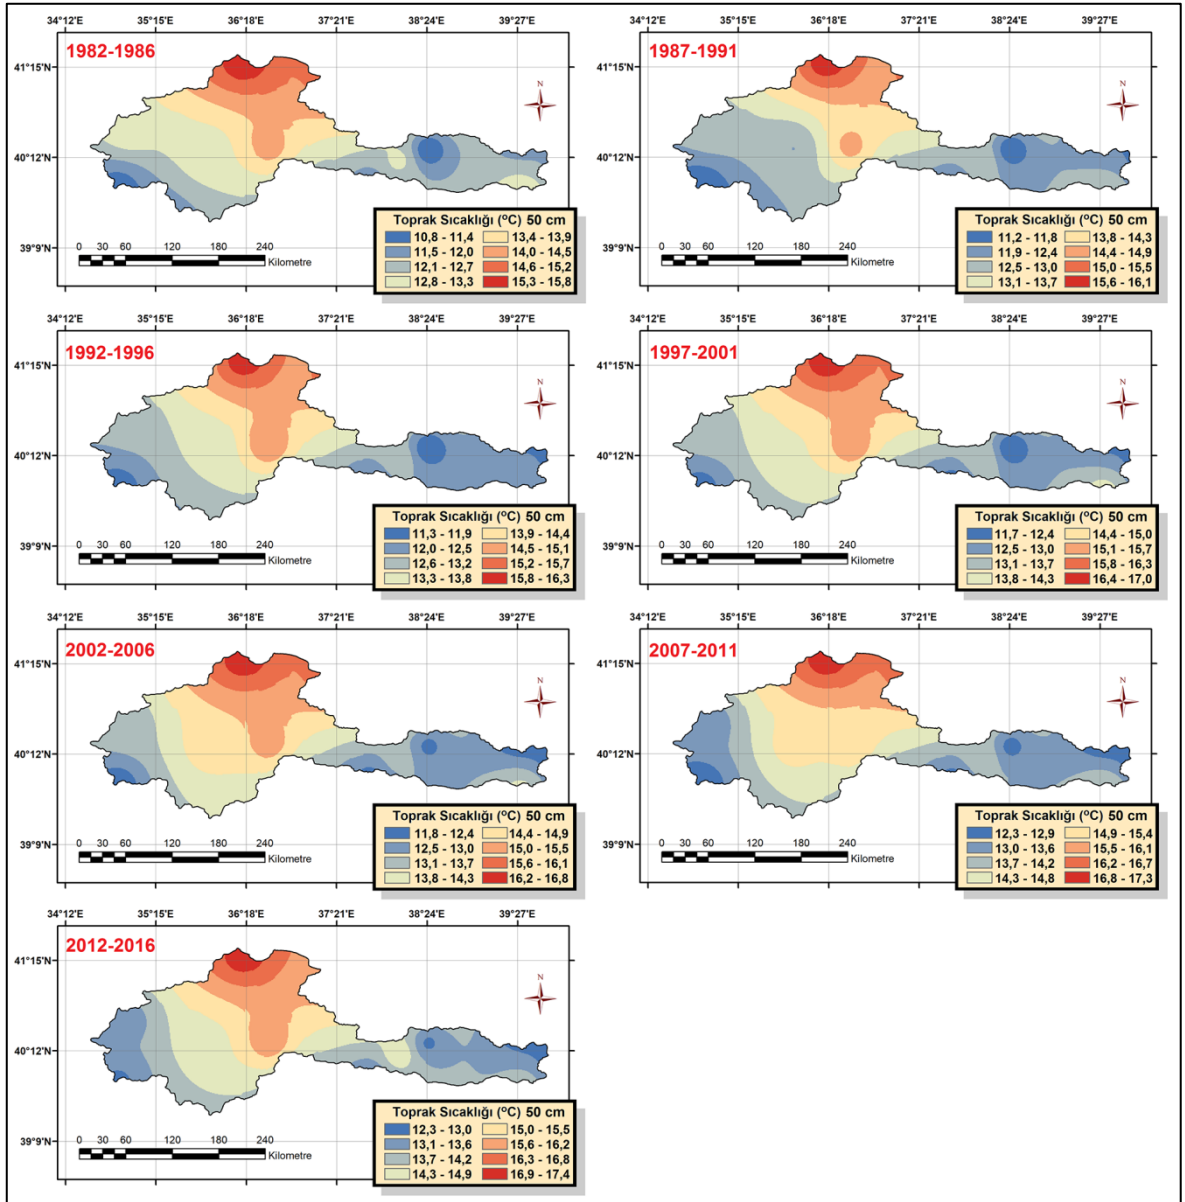 34°12'E 35°15'E 36°18'E 37°21'E 38°24'E 39°27'E
1982-1986
41°15'N
N
40°12'N
39°9'N
0 30 60 120 180 240
Kilometre
Toprak Sıcaklığı (°C) 50 cm
10,8 - 11,4 13,4 - 13,9
11,5 - 12,0 14,0 - 14,5
12,1 - 12,7 14,6 - 15,2
12,8 - 13,3 15,3 - 15,8
34°12'E 35°15'E 36°18'E 37°21'E 38°24'E 39°27'E
1987-1991
41°15'N
N
40°12'N
39°9'N
0 30 60 120 180 240
Kilometre
Toprak Sıcaklığı (°C) 50 cm
11,2 - 11,8 13,8 - 14,3
11,9 - 12,4 14,4 - 14,9
12,5 - 13,0 15,0 - 15,5
13,1 - 13,7 15,6 - 16,1
34°12'E 35°15'E 36°18'E 37°21'E 38°24'E 39°27'E
1992-1996
41°15'N
N
40°12'N
39°9'N
0 30 60 120 180 240
Kilometre
Toprak Sıcaklığı (°C) 50 cm
11,3 - 11,9 13,9 - 14,4
12,0 - 12,5 14,5 - 15,1
12,6 - 13,2 15,2 - 15,7
13,3 - 13,8 15,8 - 16,3
34°12'E 35°15'E 36°18'E 37°21'E 38°24'E 39°27'E
1997-2001
41°15'N
N
40°12'N
39°9'N
0 30 60 120 180 240
Kilometre
Toprak Sıcaklığı (°C) 50 cm
11,7 - 12,4 14,4 - 15,0
12,5 - 13,0 15,1 - 15,7
13,1 - 13,7 15,8 - 16,3
13,8 - 14,3 16,4 - 17,0
34°12'E 35°15'E 36°18'E 37°21'E 38°24'E 39°27'E
2002-2006
41°15'N
N
40°12'N
39°9'N
0 30 60 120 180 240
Kilometre
Toprak Sıcaklığı (°C) 50 cm
11,8 - 12,4 14,4 - 14,9
12,5 - 13,0 15,0 - 15,5
13,1 - 13,7 15,6 - 16,1
13,8 - 14,3 16,2 - 16,8
34°12'E 35°15'E 36°18'E 37°21'E 38°24'E 39°27'E
2007-2011
41°15'N
N
40°12'N
39°9'N
0 30 60 120 180 240
Kilometre
Toprak Sıcaklığı (°C) 50 cm
12,3 - 12,9 14,9 - 15,4
13,0 - 13,6 15,5 - 16,1
13,7 - 14,2 16,2 - 16,7
14,3 - 14,8 16,8 - 17,3
34°12'E 35°15'E 36°18'E 37°21'E 38°24'E 39°27'E
2012-2016
41°15'N
N
40°12'N
39°9'N
0 30 60 120 180 240
Kilometre
Toprak Sıcaklığı (°C) 50 cm
12,3 - 13,0 15,0 - 15,5
13,1 - 13,6 15,6 - 16,2
13,7 - 14,2 16,3 - 16,8
14,3 - 14,9 16,9 - 17,4